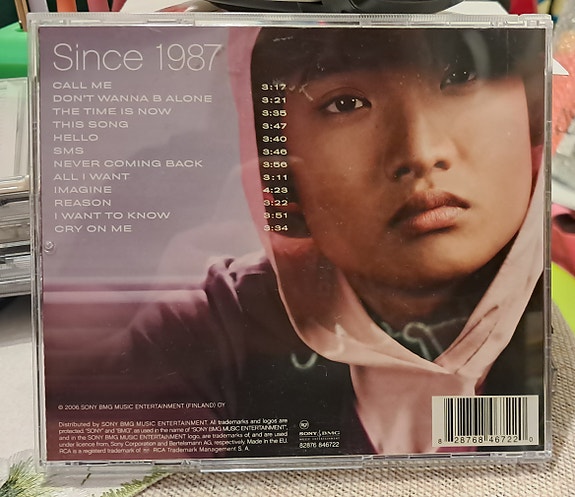 Since 1987
CALL ME 3:17
DON'T WANNA B ALONE 3:21
THE TIME IS NOW 3:35
THIS SONG 3:47
HELLO 3:40
SMS 3:46
NEVER COMING BACK 3:56
ALL I WANT 3:11
IMAGINE 4:23
REASON 3:22
I WANT TO KNOW 3:51
CRY ON ME 3:34
℗ 2006 SONY BMG MUSIC ENTERTAINMENT (FINLAND) OY
Distributed by SONY BMG MUSIC ENTERTAINMENT. All trademarks and logos are
protected. "SONY" and "BMG", as used in the name of "SONY BMG MUSIC ENTERTAINMENT",
and in the SONY BMG MUSIC ENTERTAINMENT logo, are trademarks of, and are used
under licence from, Sony Corporation and Bertelsmann AG, respectively. Made in the EU.
RCA is a registered trademark of RCA Trademark Management S. A.
SONY BMG
MUSIC ENTERTAINMENT
82876 846722
8 28768 46722 0